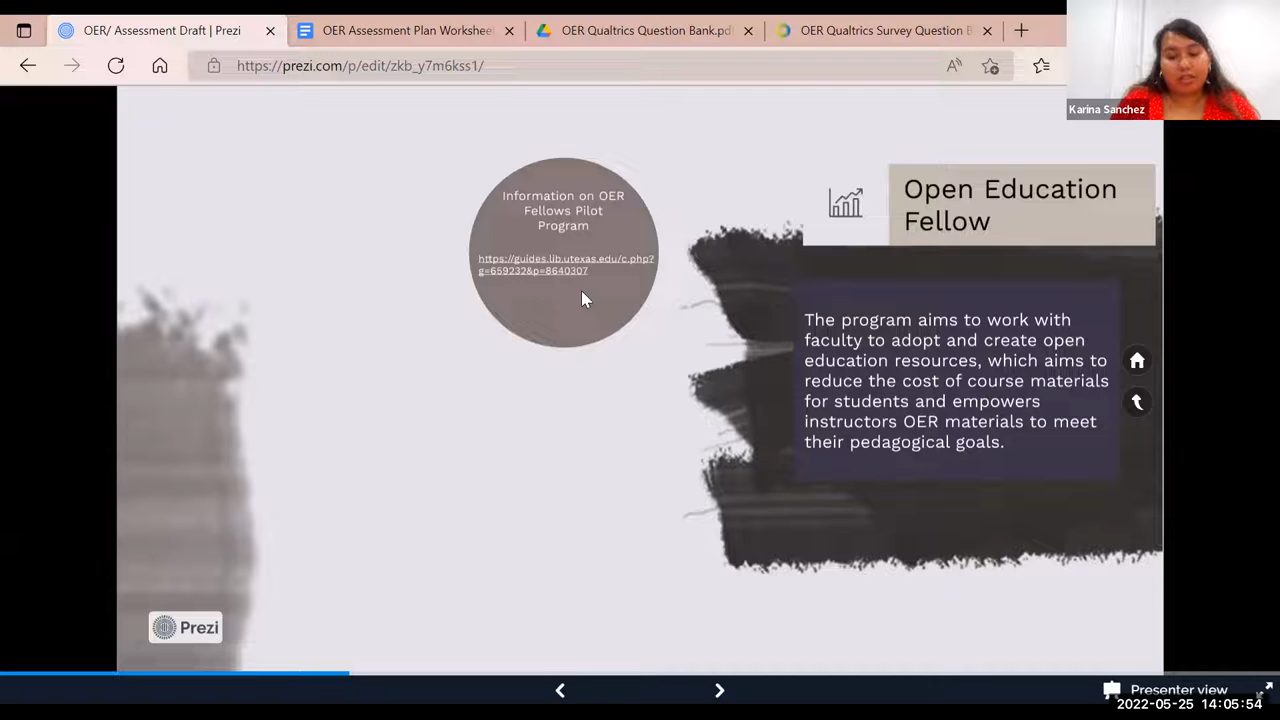 OER/ Assessment Draft | Prezi
OER Assessment Plan Workshee
OER Qualtrics Question Bank.pdf
OER Qualtrics Survey Question B
https://prezi.com/p/edit/zkb_y7m6kss1/
Karina Sanchez
Information on OER
Fellows Pilot
Program
https://guides.lib.utexas.edu/c.php?
g=659232&p=8640307
Open Education
Fellow
The program aims to work with
faculty to adopt and create open
education resources, which aims to
reduce the cost of course materials
for students and empowers
instructors OER materials to meet
their pedagogical goals.
Prezi
Presenter view
2022-05-25 14:05:54